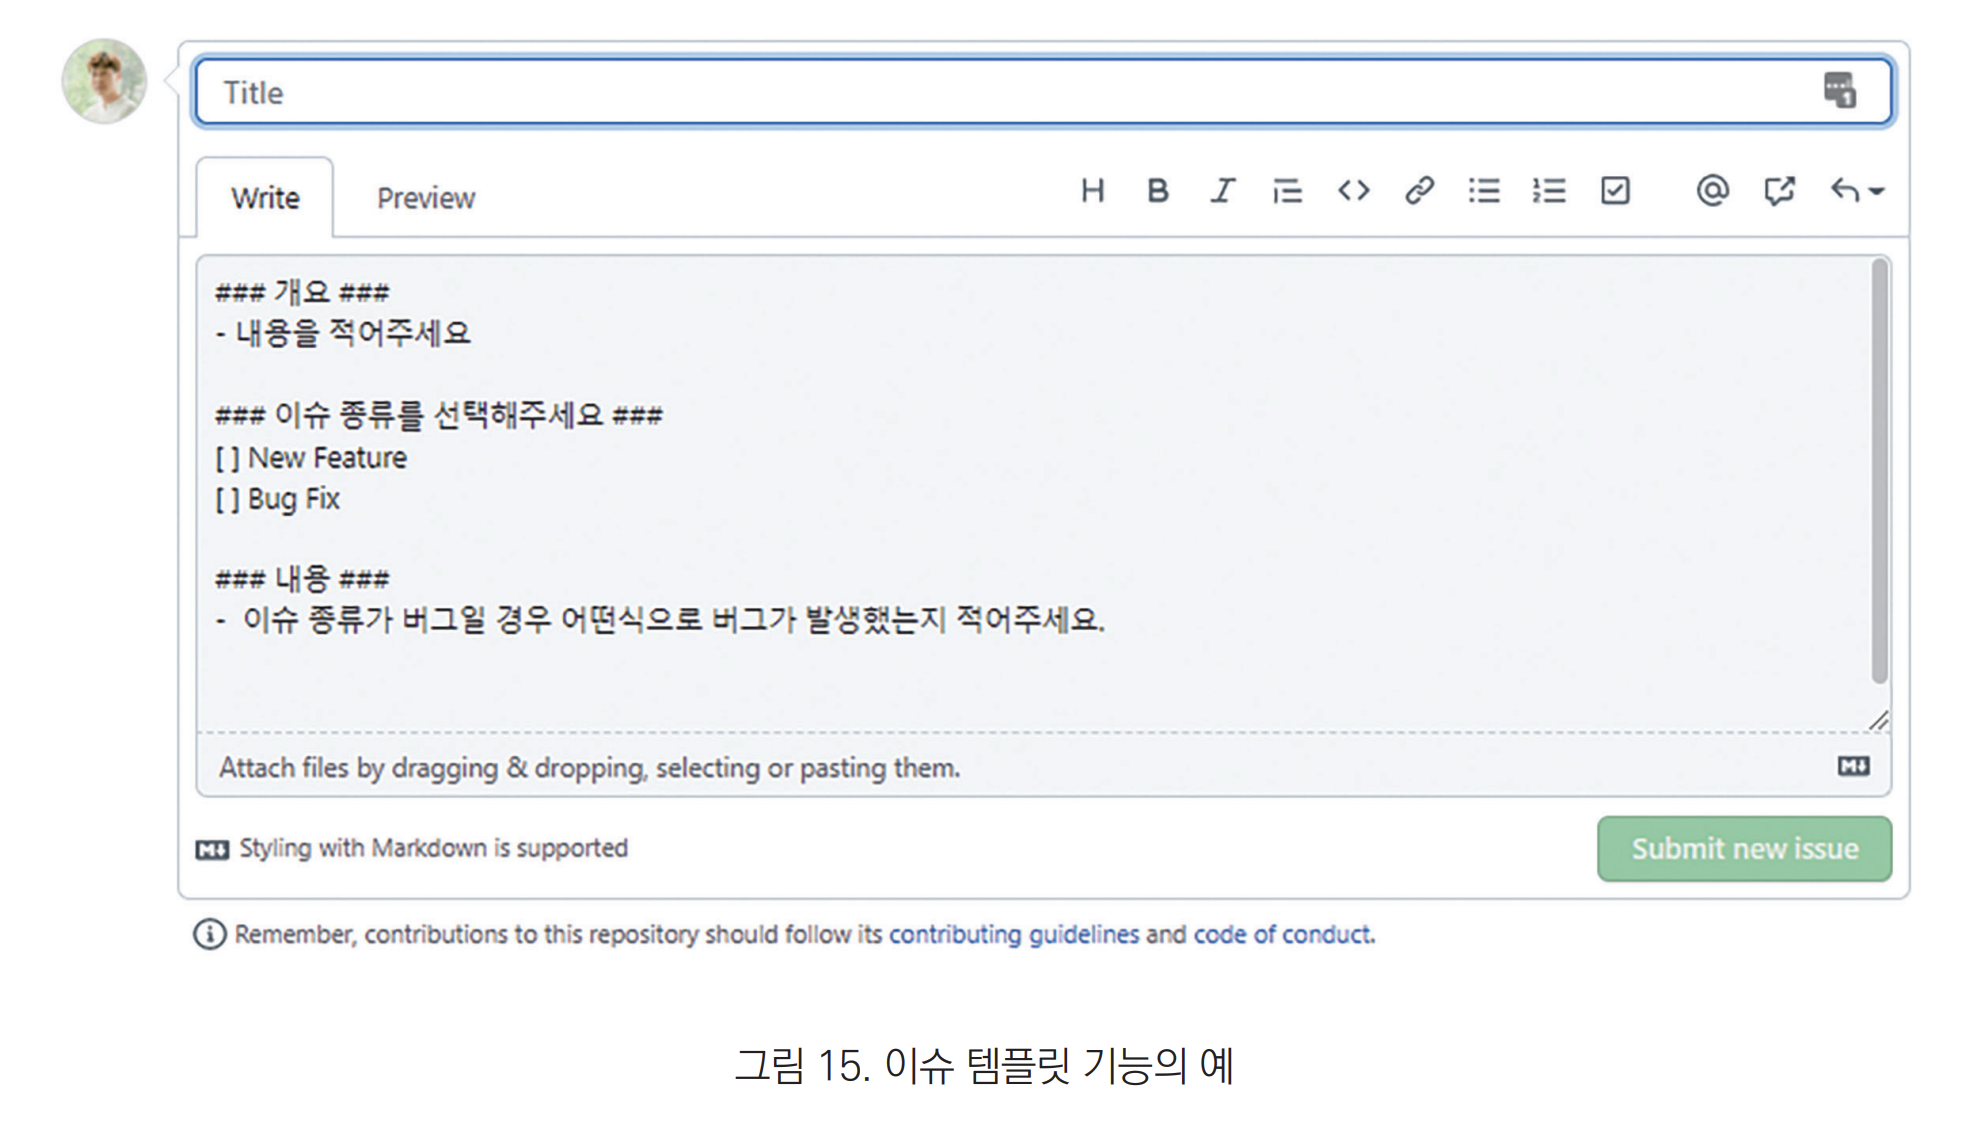 Title
Write Preview
### 개요 ###
- 내용을 적어주세요
### 이슈 종류를 선택해주세요 ###
[ ] New Feature
[ ] Bug Fix
### 내용 ###
- 이슈 종류가 버그일 경우 어떤식으로 버그가 발생했는지 적어주세요.
Attach files by dragging & dropping, selecting or pasting them.
Styling with Markdown is supported
Submit new issue
Remember, contributions to this repository should follow its contributing guidelines and code of conduct.
그림 15. 이슈 템플릿 기능의 예